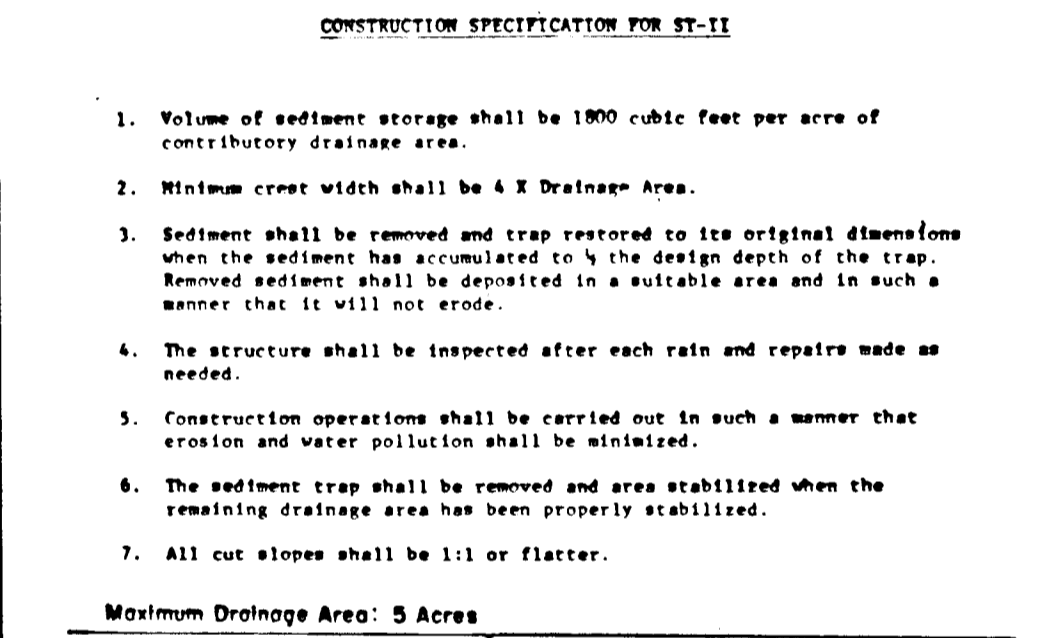 CONSTRUCTION SPECIFICATION FOR ST-II
1. Volume of sediment storage shall be 1800 cubic feet per acre of
contributory drainage area.
2. Minimum crest width shall be 4 X Drainage Area.
3. Sediment shall be removed and trap restored to its original dimensions
when the sediment has accumulated to the design depth of the trap.
Removed sediment shall be deposited in a suitable area and in such a
manner that it will not erode.
4. The structure shall be inspected after each rain and repairs made as
needed.
5. Construction operations shall be carried out in such a manner that
erosion and water pollution shall be minimized.
6. The sediment trap shall be removed and area stabilized when the
remaining drainage area has been properly stabilized.
7. All cut slopes shall be 1:1 or flatter.
Maximum Drainage Area: 5 Acres